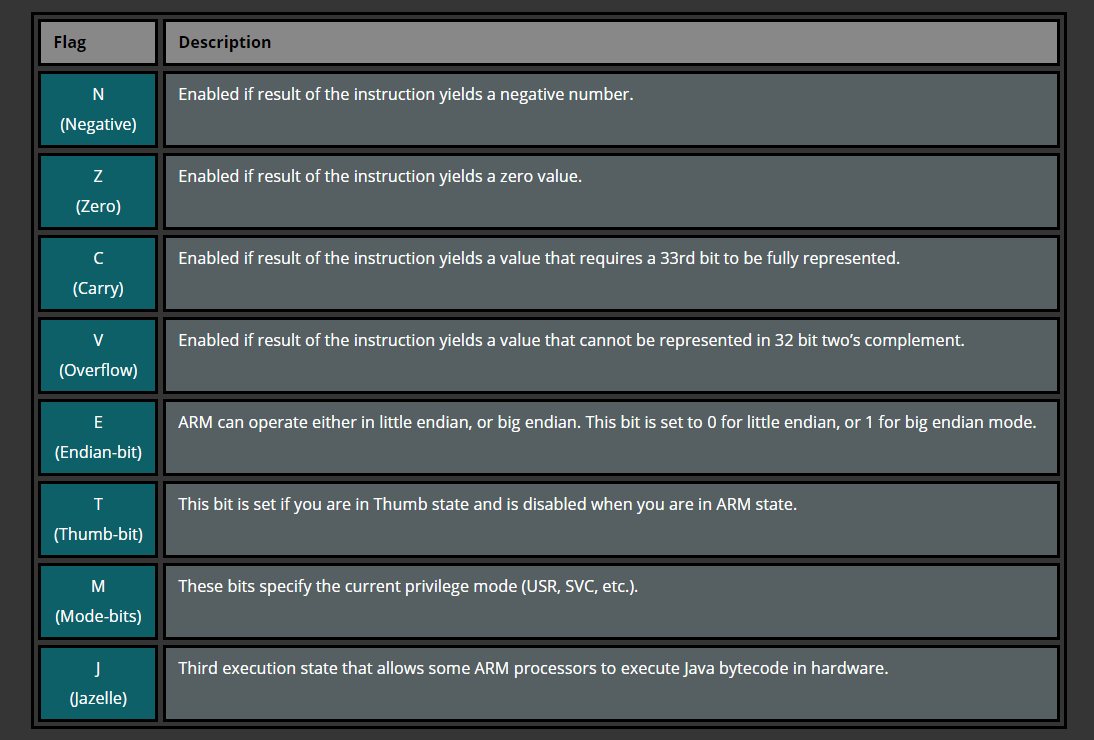 Flag Description
N
(Negative)
Enabled if result of the instruction yields a negative number.
Z
(Zero)
Enabled if result of the instruction yields a zero value.
C
(Carry)
Enabled if result of the instruction yields a value that requires a 33rd bit to be fully represented.
V
(Overflow)
Enabled if result of the instruction yields a value that cannot be represented in 32 bit two’s complement.
E
(Endian-bit)
ARM can operate either in little endian, or big endian. This bit is set to 0 for little endian, or 1 for big endian mode.
T
(Thumb-bit)
This bit is set if you are in Thumb state and is disabled when you are in ARM state.
M
(Mode-bits)
These bits specify the current privilege mode (USR, SVC, etc.).
J
(Jazelle)
Third execution state that allows some ARM processors to execute Java bytecode in hardware.